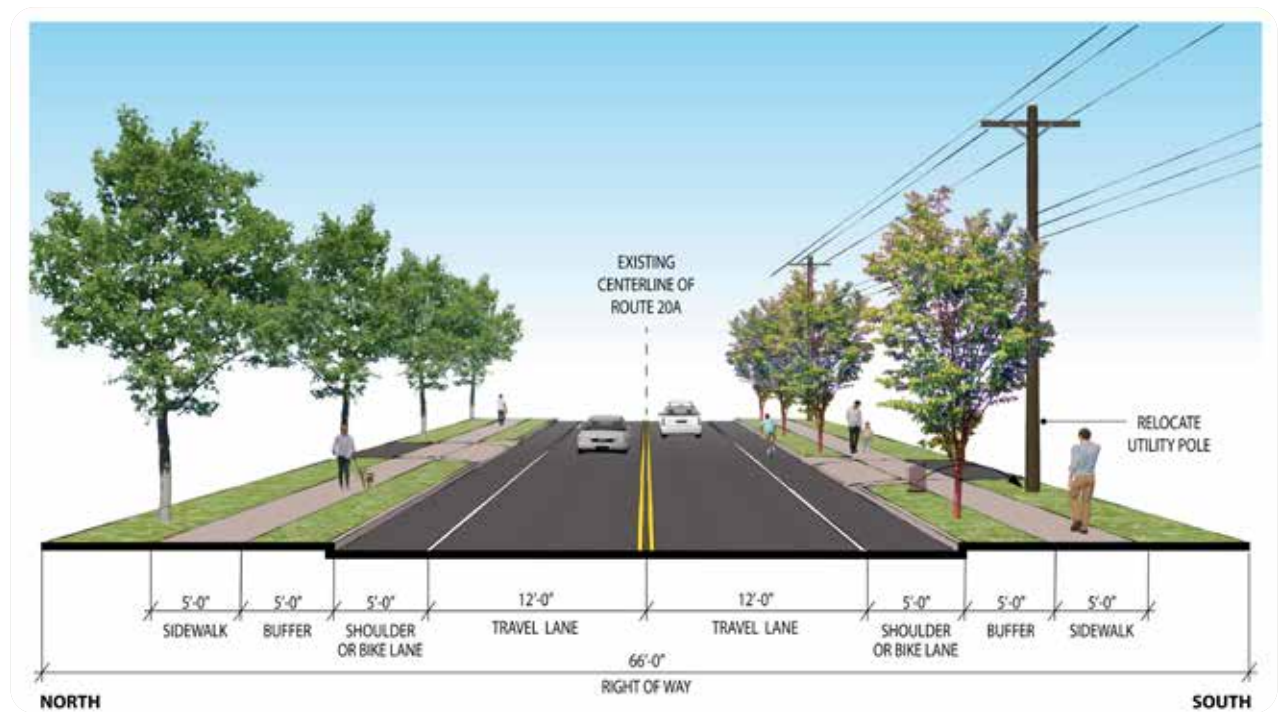 EXISTING
CENTERLINE OF
ROUTE 20A
RELOCATE
UTILITY POLE
5'-0" 5'-0" 5'-0" 12'-0" 12'-0" 5'-0" 5'-0" 5'-0"
SIDEWALK BUFFER SHOULDER TRAVEL LANE TRAVEL LANE SHOULDER BUFFER SIDEWALK
OR BIKE LANE OR BIKE LANE
66'-0"
RIGHT OF WAY
NORTH SOUTH